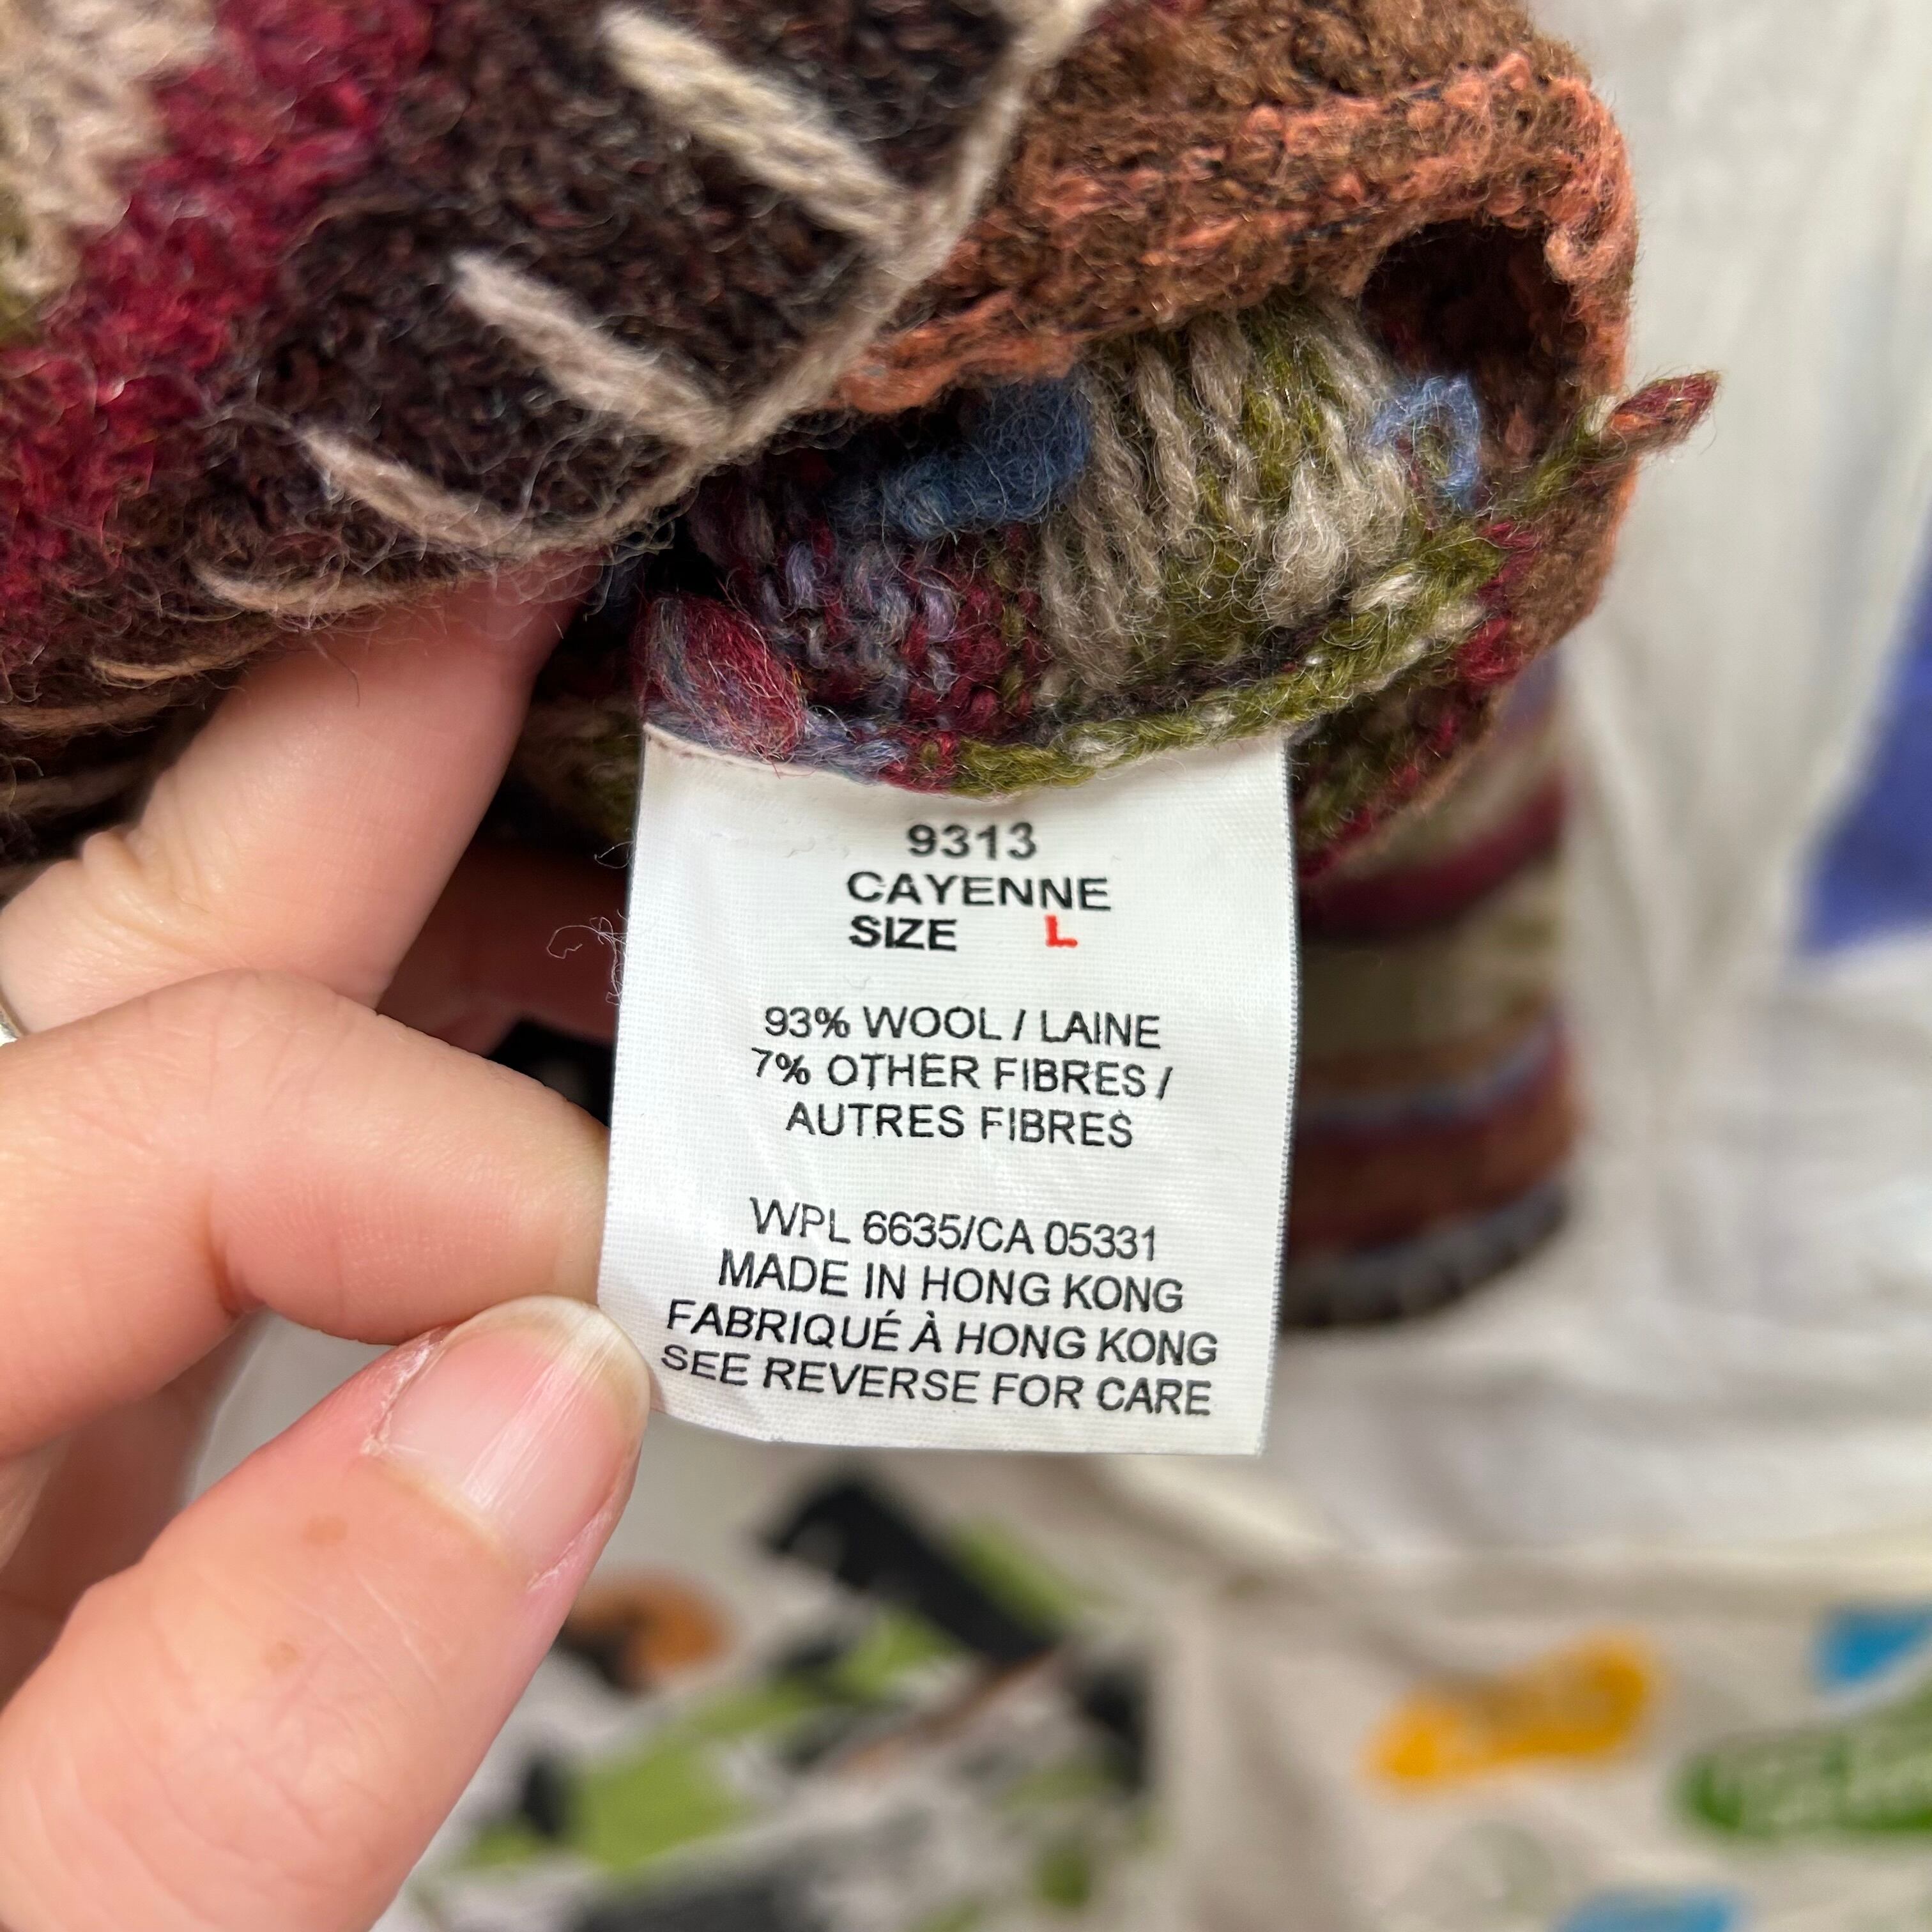 9313
CAYENNE
SIZE L
93% WOOL / LAINE
7% OTHER FIBRES /
AUTRES FIBRES
WPL 6635/CA 05331
MADE IN HONG KONG
FABRIQUÉ À HONG KONG
SEE REVERSE FOR CARE